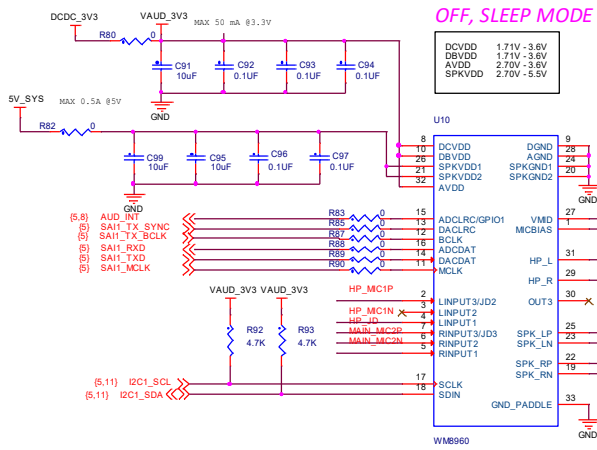 OFF, SLEEP MODE
DCDC_3V3
VAUD_3V3
MAX 50 mA @3.3V
R80
0
DCVDD 1.71V - 3.6V
DBVDD 1.71V - 3.6V
AVDD 2.70V - 3.6V
SPKVDD 2.70V - 5.5V
C91
10uF
C92
0.1UF
C93
0.1UF
C94
0.1UF
GND
5V_SYS
MAX 0.5A @5V
R82
0
C99
10uF
C95
10uF
C96
0.1UF
C97
0.1UF
GND
U10
8 DCVDD
10 DBVDD
26 SPKVDD1
21 SPKVDD2
32 AVDD
DGND 9
AGND 28
SPKGND1 24
SPKGND2 20
GND
{5,8} AUD_INT R83 0 15 ADCLRC/GPIO1
{5} SAI1_TX_SYNC R85 0 13 DACLRC
{5} SAI1_TX_BCLK R87 0 12 BCLK
{5} SAI1_RXD R88 0 16 ADCDAT
{5} SAI1_TXD R89 0 14 DACDAT
{5} SAI1_MCLK R90 0 11 MCLK
VMID 27
MICBIAS 1
HP_L 31
HP_R 29
OUT3 30
SPK_LP 25
SPK_LN 23
SPK_RP 22
SPK_RN 19
GND_PADDLE 33
GND
VAUD_3V3 VAUD_3V3
R92
4.7K
R93
4.7K
HP_MIC1P 2 LINPUT3/JD2
HP_MIC1N 3 LINPUT2
HP_JD 4 LINPUT1
MAIN_MIC2P 7 RINPUT3/JD3
MAIN_MIC2N 6 RINPUT2
5 RINPUT1
{5,11} I2C1_SCL 17 SCLK
{5,11} I2C1_SDA 18 SDIN
WM8960